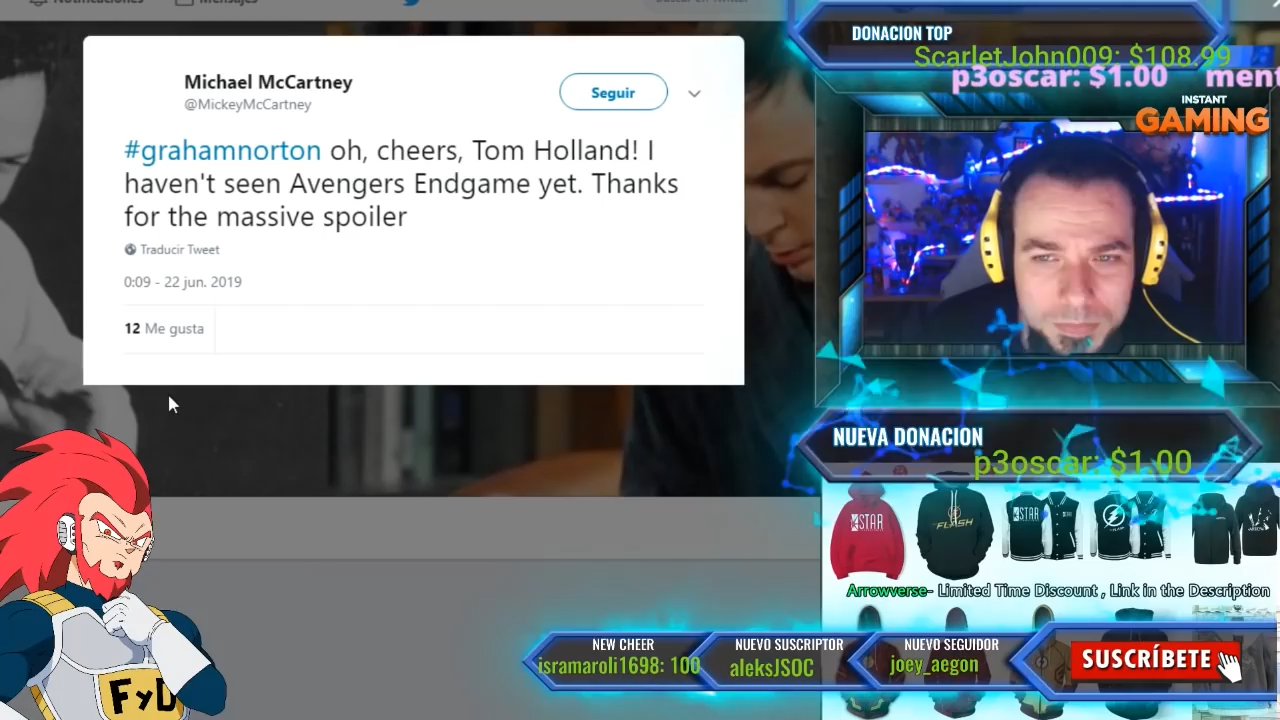 Notificaciones Mensajes
DONACION TOP
ScarletJohn009: $108.99
p3oscar: $1.00
INSTANT
GAMING
Michael McCartney
@MickeyMcCartney
Seguir
#grahamnorton oh, cheers, Tom Holland! I
haven't seen Avengers Endgame yet. Thanks
for the massive spoiler
Traducir Tweet
0:09 - 22 jun. 2019
12 Me gusta
NUEVA DONACION
p3oscar: $1.00
STAR
FLASH
STAR
Arrowverse- Limited Time Discount , Link in the Description
FyD
NEW CHEER
isramaroli1698: 100
NUEVO SUSCRIPTOR
aleksJSOC
NUEVO SEGUIDOR
joey_aegon
SUSCRÍBETE